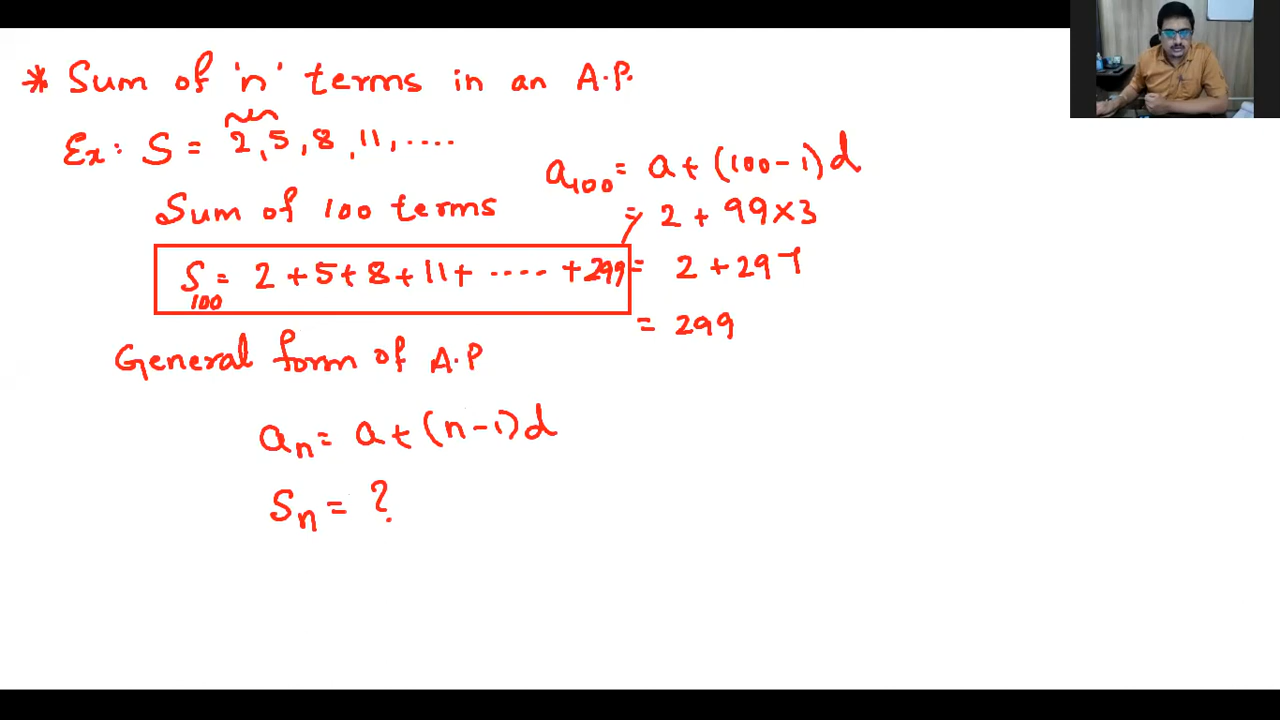 * Sum of 'n' terms in an A.P.
Ex: S = 2, 5, 8, 11, ....
Sum of 100 terms
S100 = 2 + 5 + 8 + 11 + .... + 299
General form of A.P
an = a + (n-1)d
Sn = ?
a100 = a + (100-1)d
= 2 + 99×3
= 2 + 297
= 299